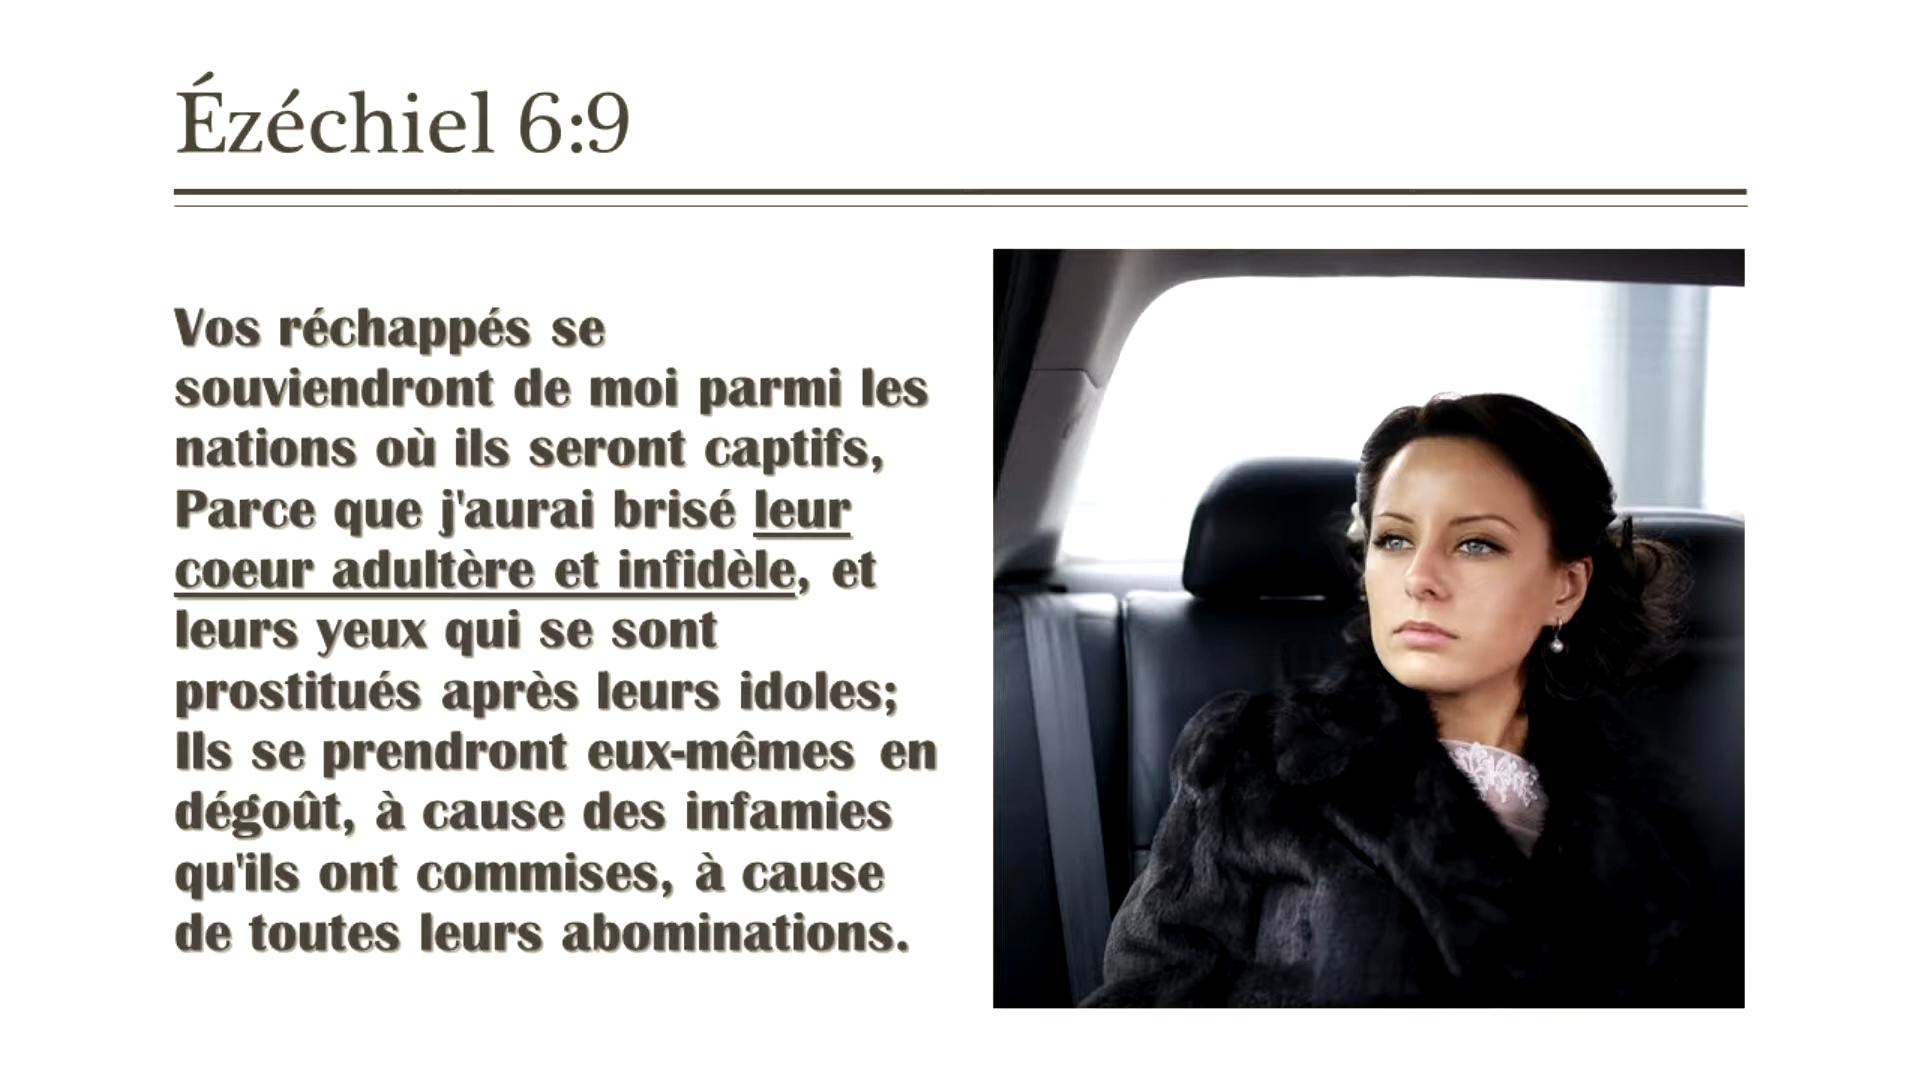 Ézéchiel 6:9
Vos réchappés se
souviendront de moi parmi les
nations où ils seront captifs,
Parce que j'aurai brisé leur
coeur adultère et infidèle, et
leurs yeux qui se sont
prostitués après leurs idoles;
Ils se prendront eux-mêmes en
dégoût, à cause des infamies
qu'ils ont commises, à cause
de toutes leurs abominations.